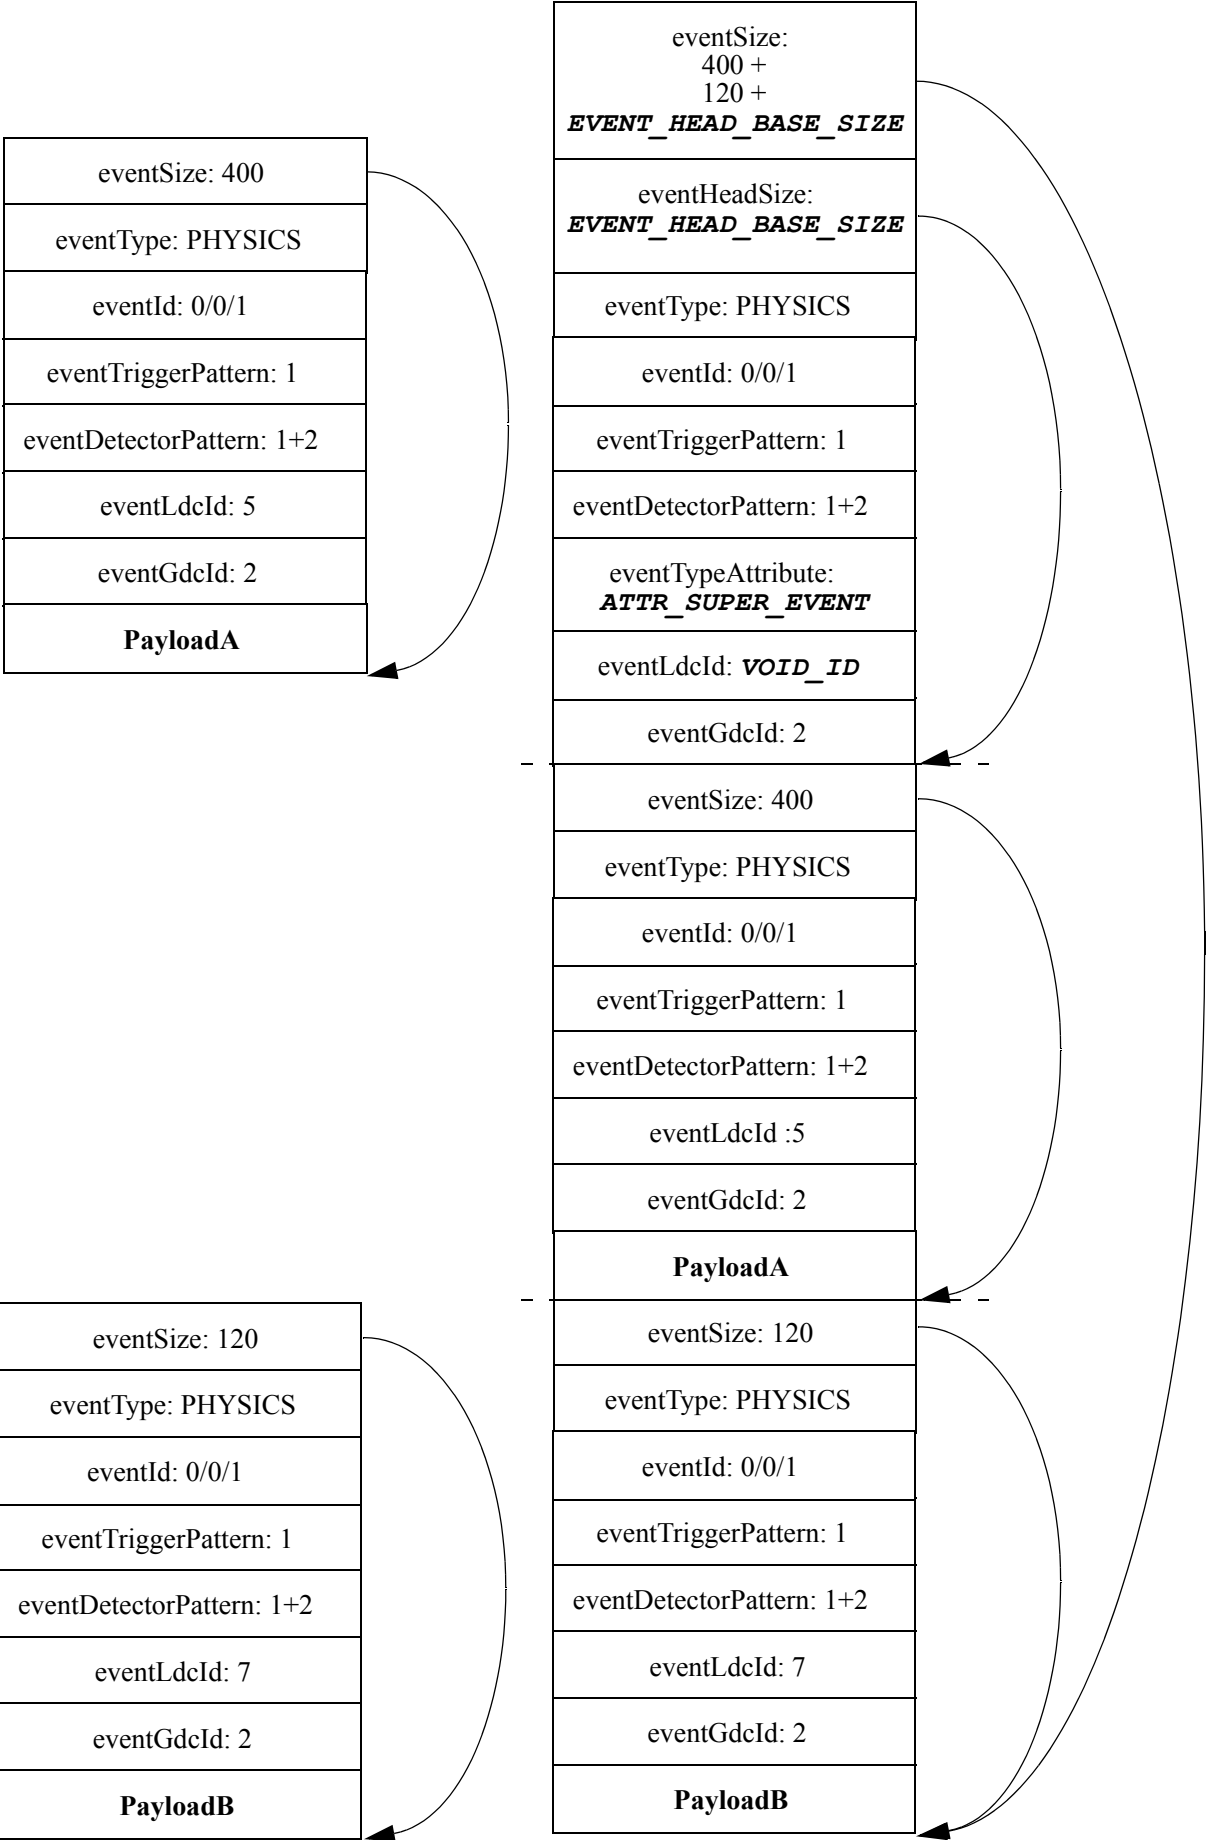 eventSize: 400
eventType: PHYSICS
eventId: 0/0/1
eventTriggerPattern: 1
eventDetectorPattern: 1+2
eventLdcId: 5
eventGdcId: 2
PayloadA
eventSize: 120
eventType: PHYSICS
eventId: 0/0/1
eventTriggerPattern: 1
eventDetectorPattern: 1+2
eventLdcId: 7
eventGdcId: 2
PayloadB
eventSize:
400 +
120 +
EVENT_HEAD_BASE_SIZE
eventHeadSize:
EVENT_HEAD_BASE_SIZE
eventType: PHYSICS
eventId: 0/0/1
eventTriggerPattern: 1
eventDetectorPattern: 1+2
eventTypeAttribute:
ATTR_SUPER_EVENT
eventLdcId: VOID_ID
eventGdcId: 2
eventSize: 400
eventType: PHYSICS
eventId: 0/0/1
eventTriggerPattern: 1
eventDetectorPattern: 1+2
eventLdcId :5
eventGdcId: 2
PayloadA
eventSize: 120
eventType: PHYSICS
eventId: 0/0/1
eventTriggerPattern: 1
eventDetectorPattern: 1+2
eventLdcId: 7
eventGdcId: 2
PayloadB